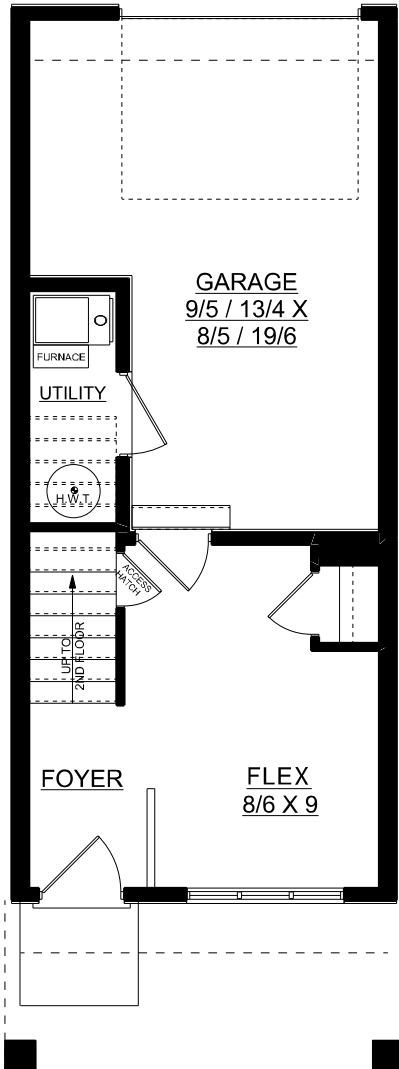 GARAGE
9/5 / 13/4 X
8/5 / 19/6
FURNACE
UTILITY
H.W.T.
ACCESS
HATCH
UP TO
2ND FLOOR
FOYER
FLEX
8/6 X 9